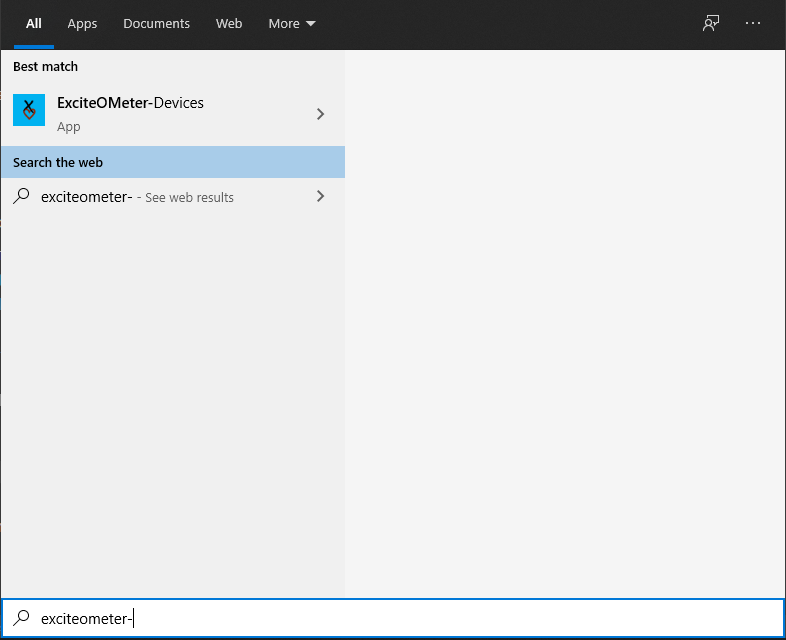 All Apps Documents Web More
Best match
ExciteOMeter-Devices
App
Search the web
exciteometer- - See web results
exciteometer-